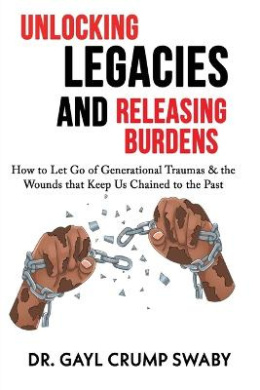 UNLOCKING
LEGACIES
AND RELEASING
BURDENS
How to Let Go of Generational Traumas & the
Wounds that Keep Us Chained to the Past
DR. GAYL CRUMP SWABY